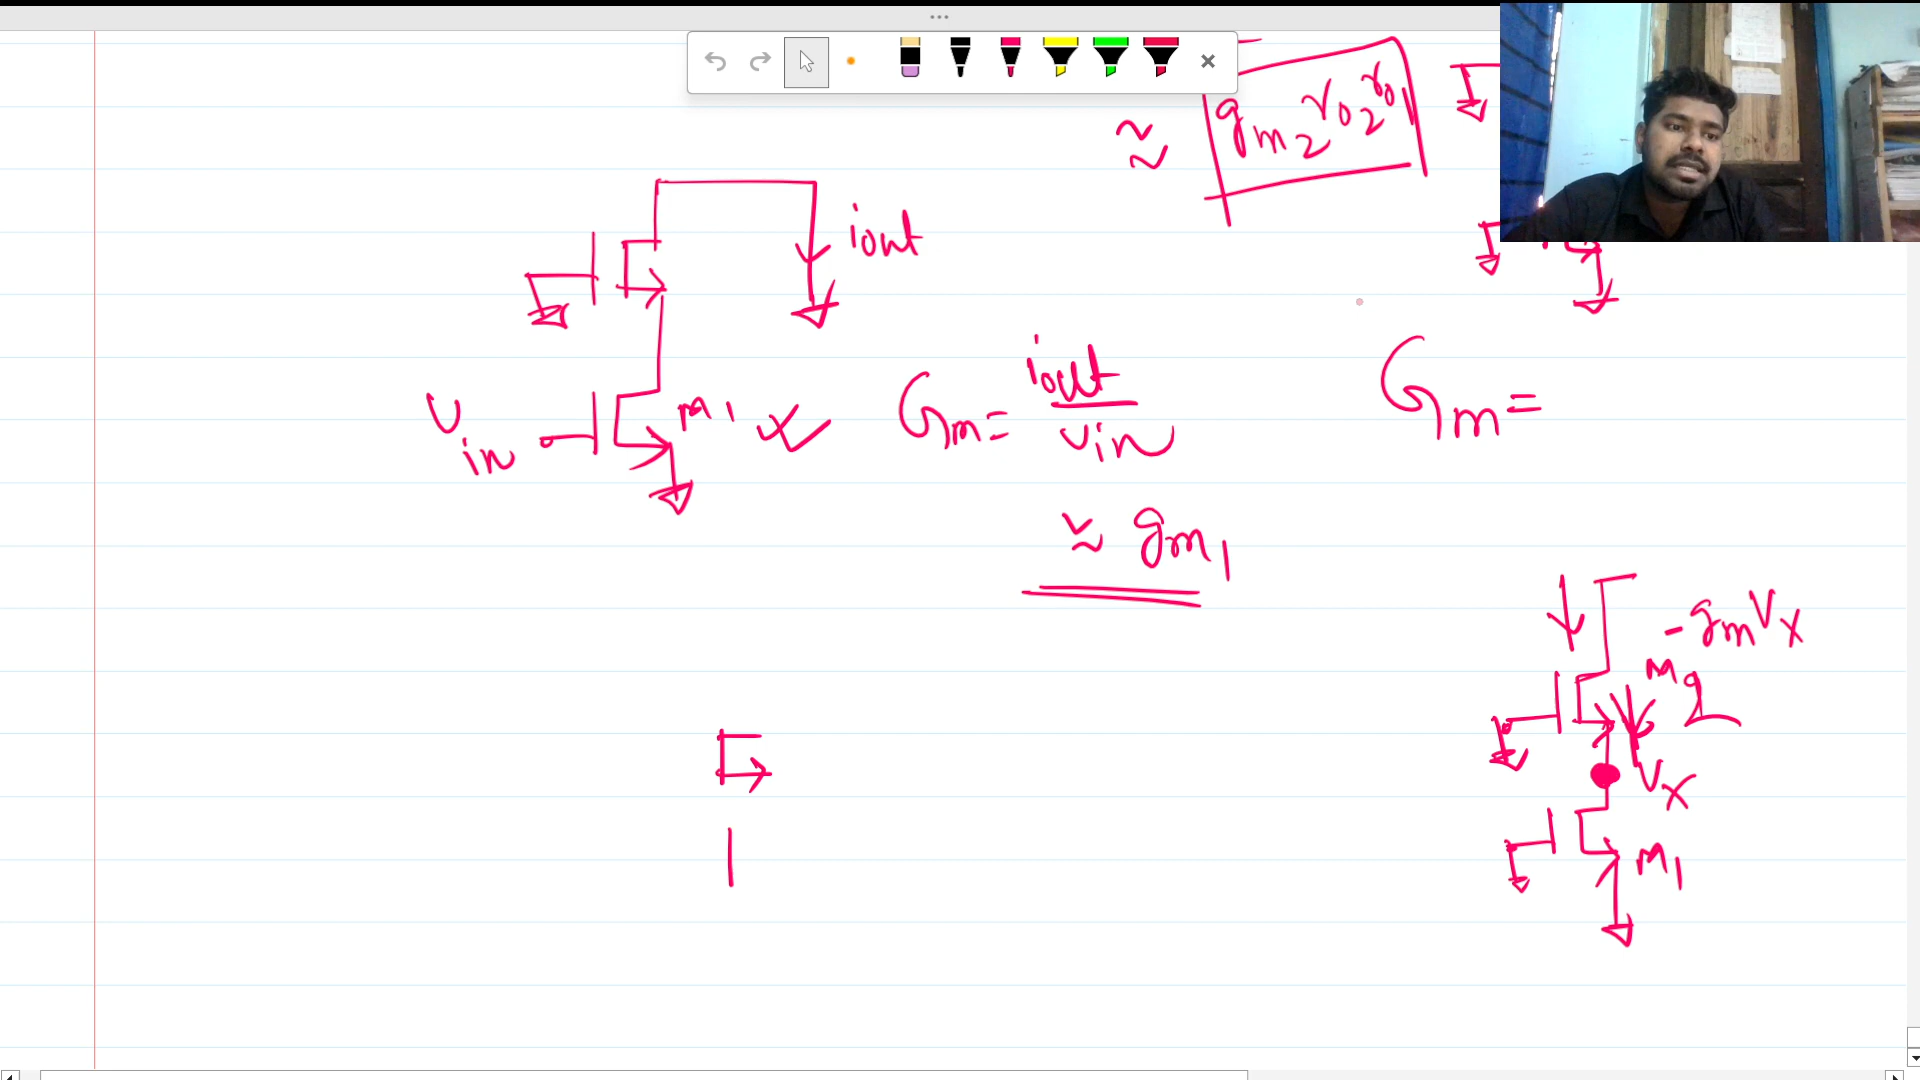 ≈ gm2ro2ro1
iout
Vin
M1
Gm = iout/vin
Gm =
≈ gm1
-gmVx
M2
Vx
M1